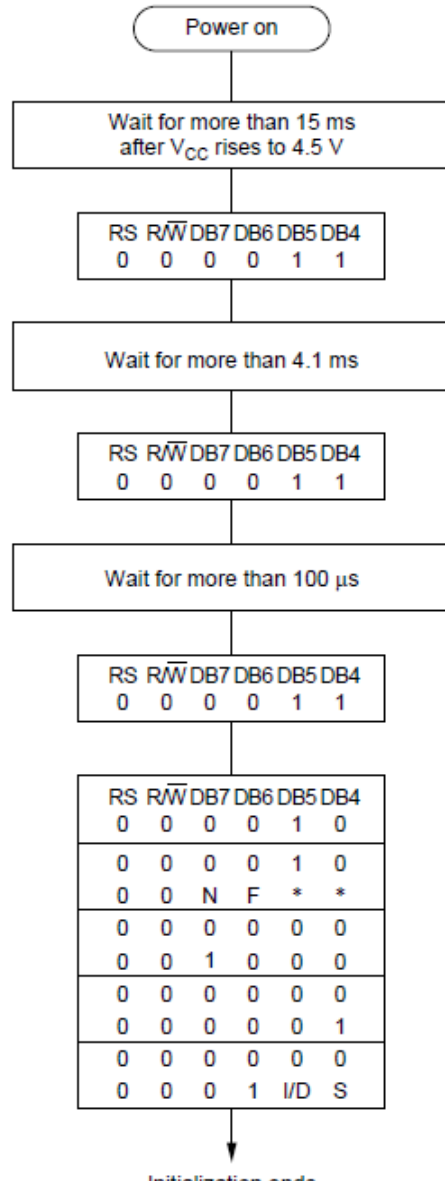 Power on
Wait for more than 15 ms
after VCC rises to 4.5 V
RS R/W DB7 DB6 DB5 DB4
0 0 0 0 1 1
Wait for more than 4.1 ms
RS R/W DB7 DB6 DB5 DB4
0 0 0 0 1 1
Wait for more than 100 μs
RS R/W DB7 DB6 DB5 DB4
0 0 0 0 1 1
RS R/W DB7 DB6 DB5 DB4
0 0 0 0 1 0
0 0 0 0 1 0
0 0 N F * *
0 0 0 0 0 0
0 0 1 0 0 0
0 0 0 0 0 0
0 0 0 0 0 1
0 0 0 0 0 0
0 0 0 1 I/D S
Initialization ends